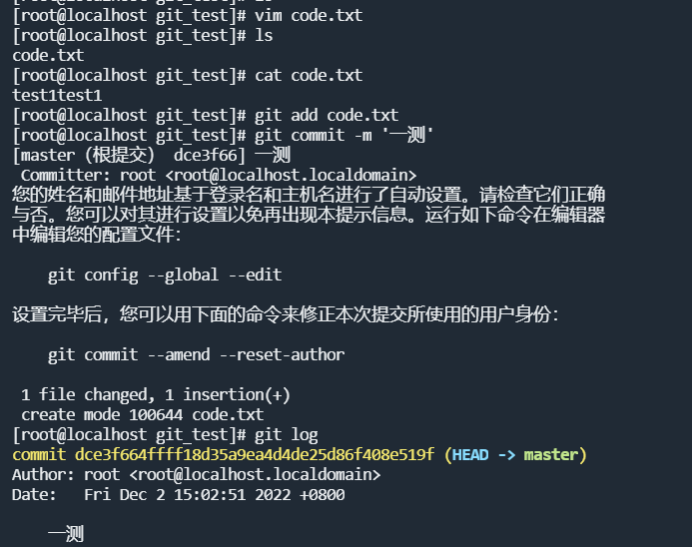 [root@localhost git_test]# vim code.txt
[root@localhost git_test]# ls
code.txt
[root@localhost git_test]# cat code.txt
test1test1
[root@localhost git_test]# git add code.txt
[root@localhost git_test]# git commit -m '一测'
[master（根提交） dce3f66] 一测
 Committer: root <root@localhost.localdomain>
您的姓名和邮件地址基于登录名和主机名进行了自动设置。请检查它们正确
与否。您可以对其进行设置以免再出现本提示信息。运行如下命令在编辑器
中编辑您的配置文件：
    git config --global --edit
设置完毕后，您可以用下面的命令来修正本次提交所使用的用户身份：
    git commit --amend --reset-author
 1 file changed, 1 insertion(+)
 create mode 100644 code.txt
[root@localhost git_test]# git log
commit dce3f664ffff18d35a9ea4d4de25d86f408e519f (HEAD -> master)
Author: root <root@localhost.localdomain>
Date:   Fri Dec 2 15:02:51 2022 +0800
    一测